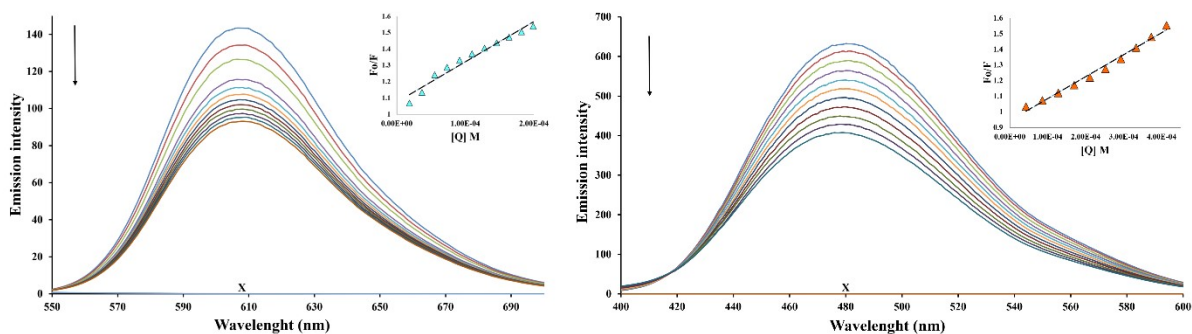 Emission intensity
140
120
100
80
60
40
20
0
550 570 590 610 630 650 670 690
X
Wavelenght (nm)
Fo/F
1.6
1.5
1.4
1.3
1.2
1.1
1
0.00E+00 1.00E-04 2.00E-04
[Q] M
Emission intensity
700
600
500
400
300
200
100
0
400 420 440 460 480 500 520 540 560 580 600
X
Wavelenght (nm)
Fo/F
1.6
1.5
1.4
1.3
1.2
1.1
1
0.9
0.00E+00 1.00E-04 2.00E-04 3.00E-04 4.00E-04
[Q] M